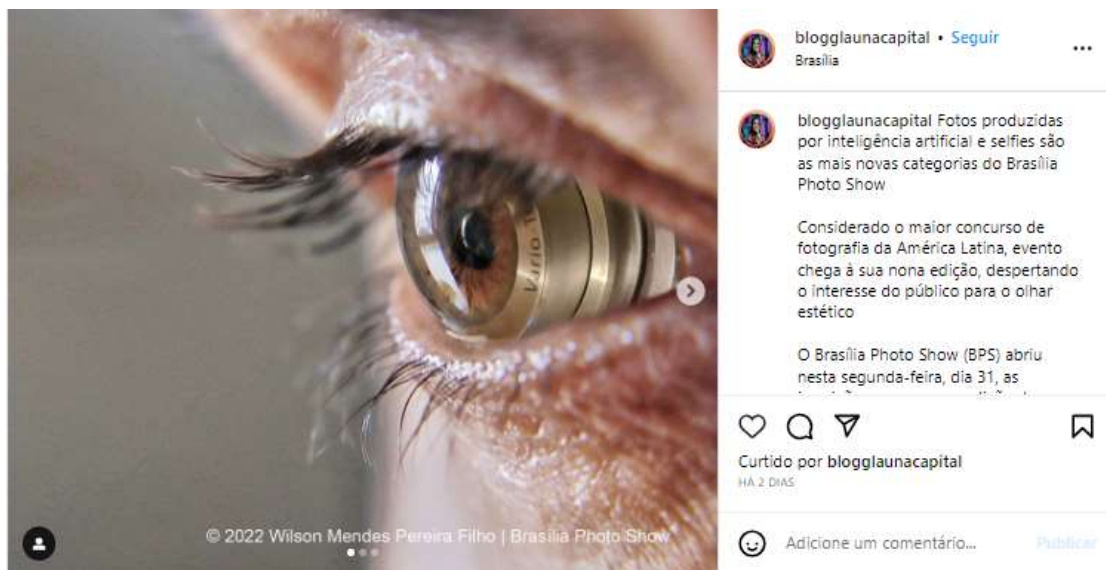 blogglaunacapital • Seguir
Brasília
blogglaunacapital Fotos produzidas
por inteligência artificial e selfies são
as mais novas categorias do Brasília
Photo Show
Considerado o maior concurso de
fotografia da América Latina, evento
chega à sua nona edição, despertando
o interesse do público para o olhar
estético
O Brasília Photo Show (BPS) abriu
nesta segunda-feira, dia 31, as
Vario
© 2022 Wilson Mendes Pereira Filho | Brasília Photo Show
Curtido por blogglaunacapital
HÁ 2 DIAS
Adicione um comentário...
Publicar